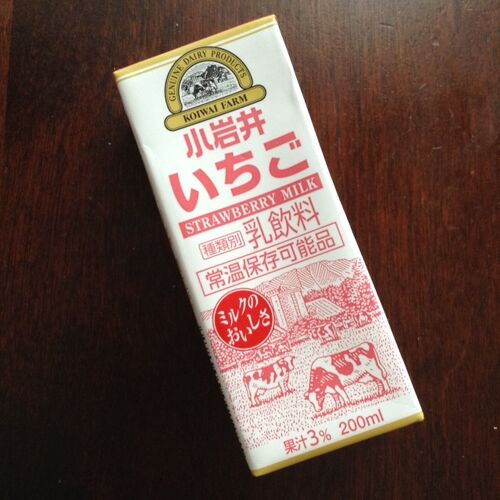 GENUINE DAIRY PRODUCTS
KOIWAI FARM
小岩井
いちご
STRAWBERRY MILK
種類別 乳飲料
常温保存可能品
ミルクの
おいしさ
果汁3% 200ml